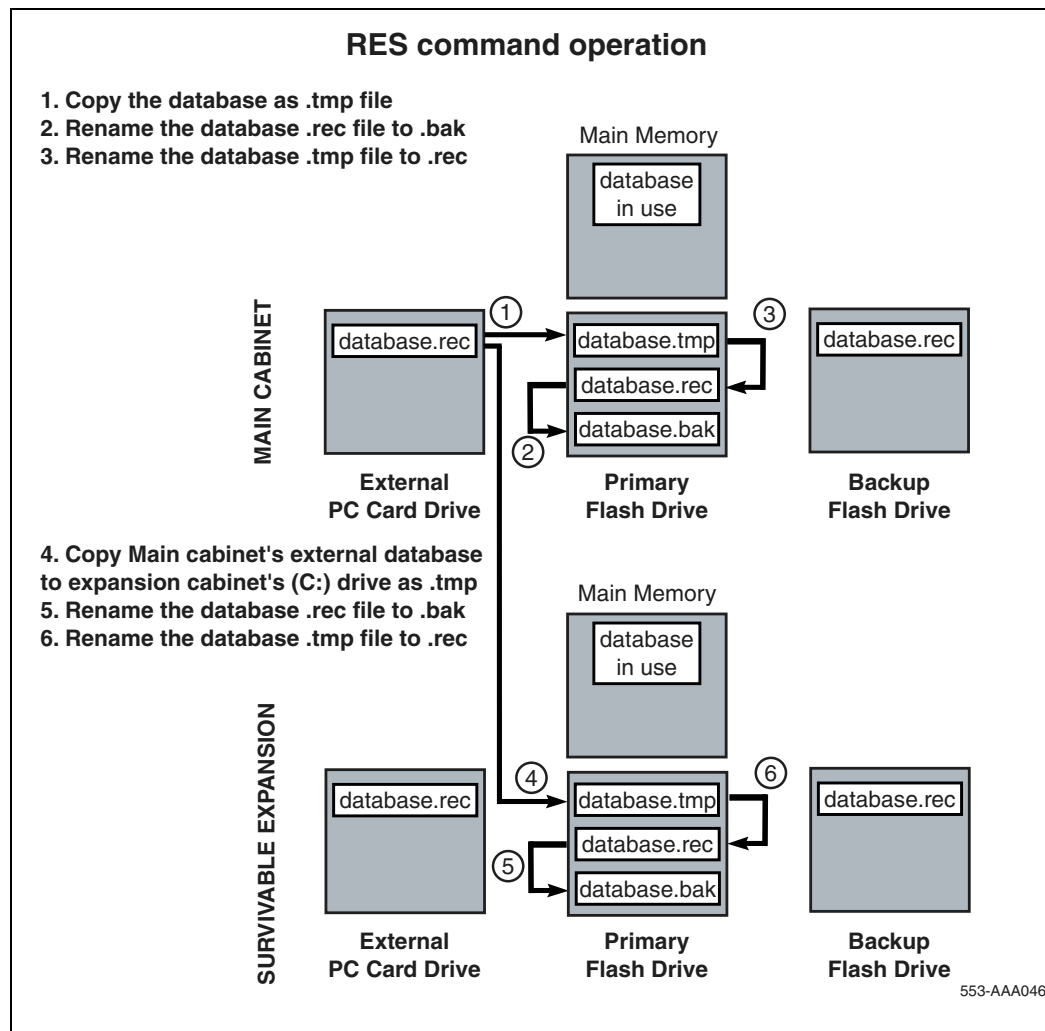 RES command operation
1. Copy the database as .tmp file
2. Rename the database .rec file to .bak
3. Rename the database .tmp file to .rec
Main Memory
database
in use
MAIN CABINET
1
3
database.rec
database.tmp
database.rec
database.rec
database.bak
2
External
PC Card Drive
Primary
Flash Drive
Backup
Flash Drive
4. Copy Main cabinet's external database
to expansion cabinet's (C:) drive as .tmp
5. Rename the database .rec file to .bak
6. Rename the database .tmp file to .rec
Main Memory
database
in use
SURVIVABLE EXPANSION
4
6
database.rec
database.tmp
database.rec
database.rec
5
database.bak
External
PC Card Drive
Primary
Flash Drive
Backup
Flash Drive
553-AAA046